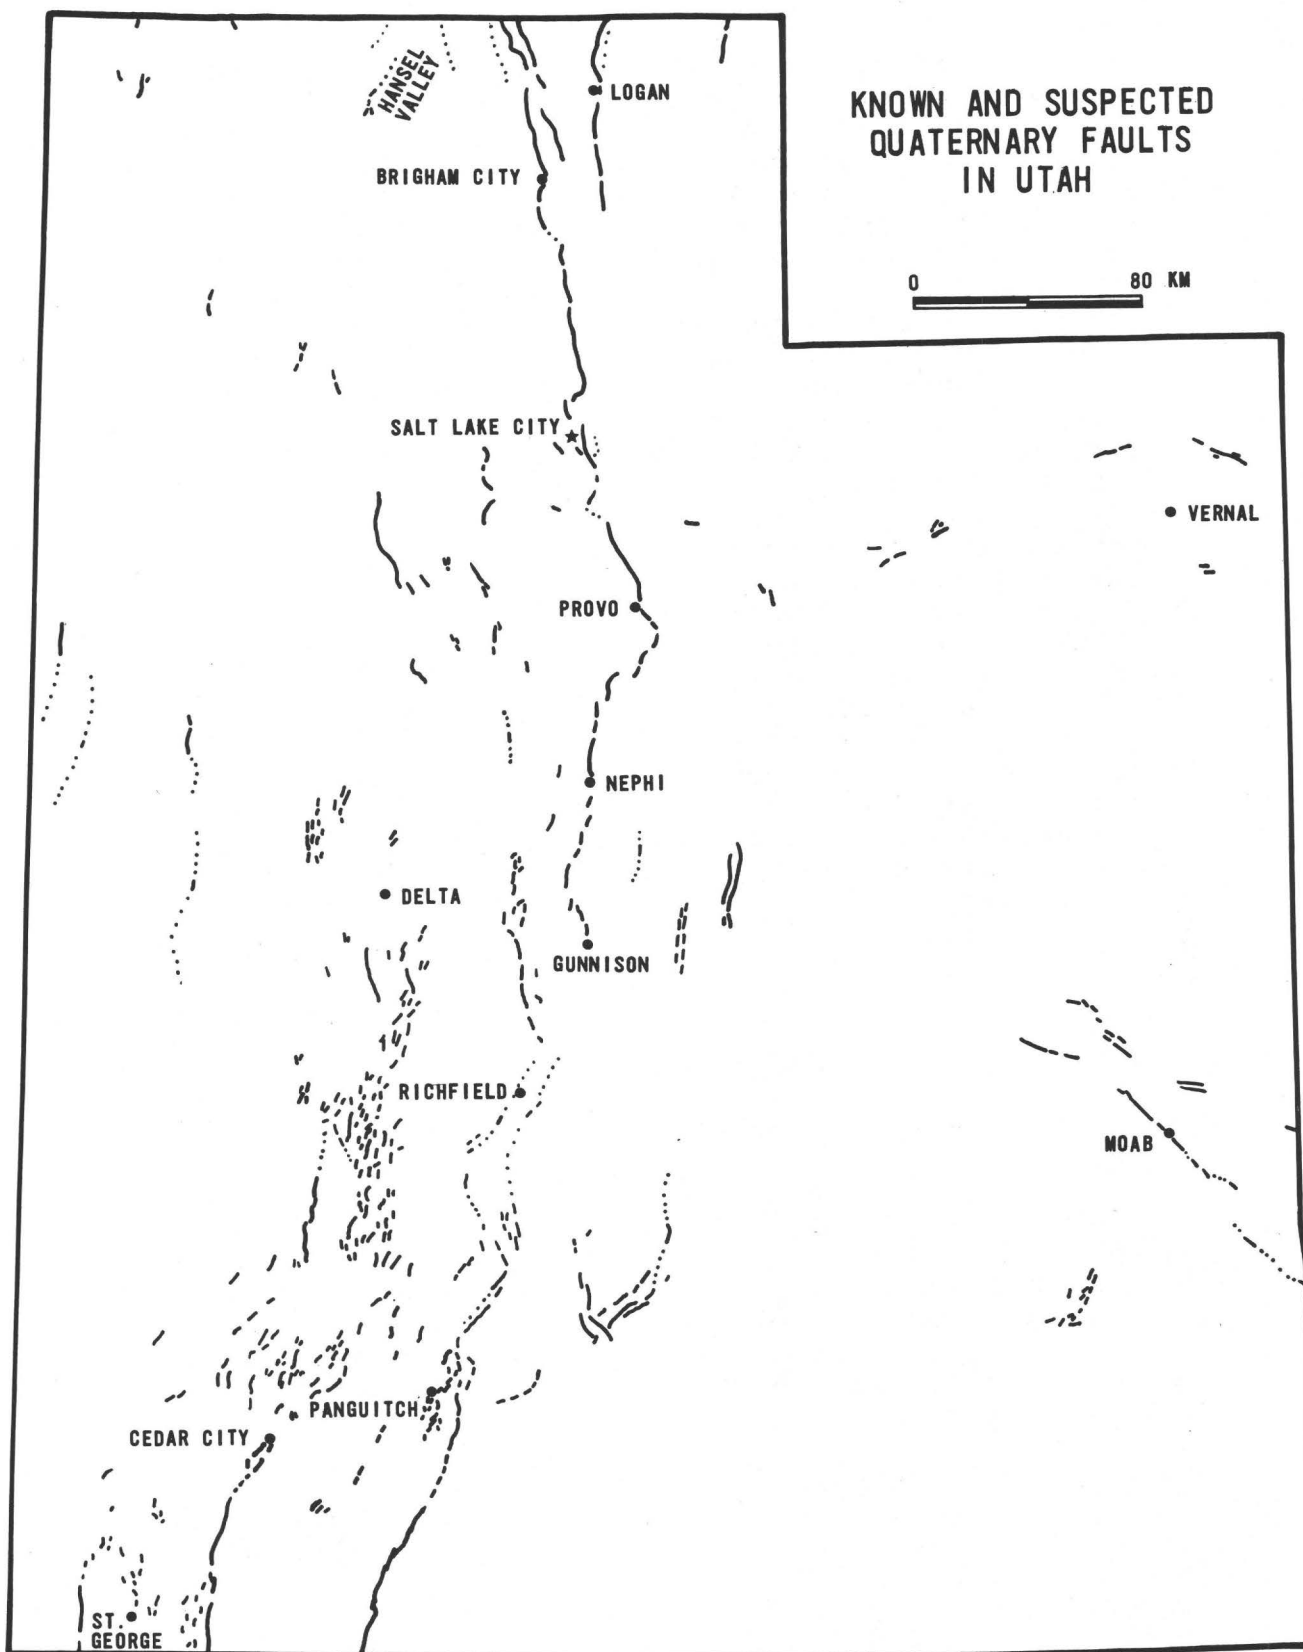 KNOWN AND SUSPECTED
QUATERNARY FAULTS
IN UTAH
0 80 KM
HANSEL
VALLEY
LOGAN
BRIGHAM CITY
SALT LAKE CITY
VERNAL
PROVO
NEPHI
DELTA
GUNNISON
RICHFIELD
MOAB
PANGUITCH
CEDAR CITY
ST.
GEORGE